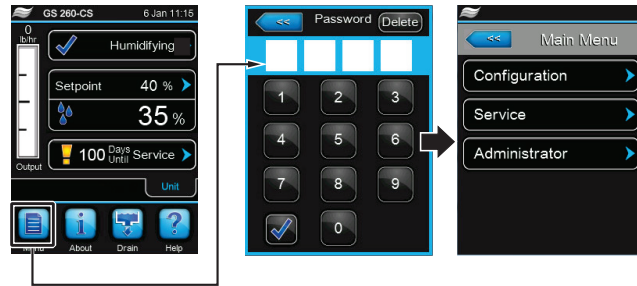 GS 260-CS 6 Jan 11:15
0
lb/hr
Humidifying
Setpoint 40 %
35 %
100 Days Until Service
Output
Unit
Menu About Drain Help
<< Password Delete
1 2 3
4 5 6
7 8 9
0
<< Main Menu
Configuration
Service
Administrator